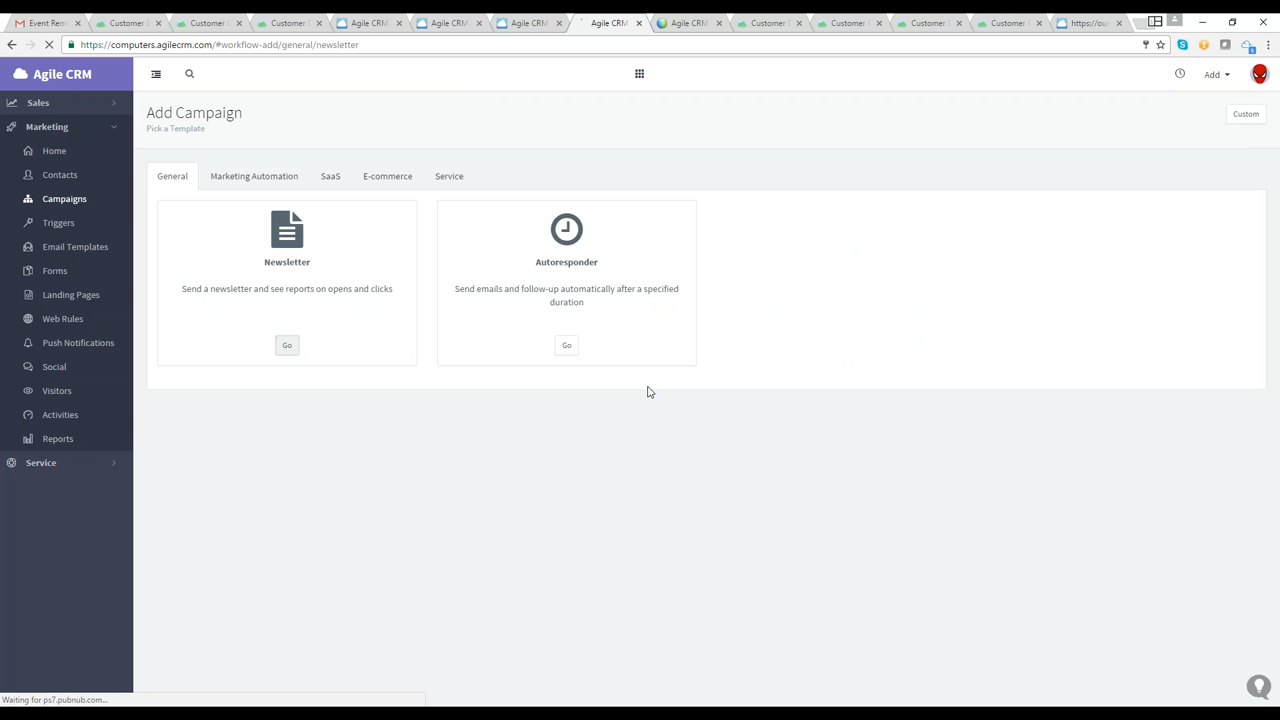 Event Rem
Customer
Customer
Customer
Agile CRM
Agile CRM
Agile CRM
Agile CRM
Agile CRM
Customer
Customer
Customer
Customer
https://our
https://computers.agilecrm.com/#workflow-add/general/newsletter
Agile CRM
Add
Sales
Marketing
Home
Contacts
Campaigns
Triggers
Email Templates
Forms
Landing Pages
Web Rules
Push Notifications
Social
Visitors
Activities
Reports
Service
Add Campaign
Pick a Template
Custom
General
Marketing Automation
SaaS
E-commerce
Service
Newsletter
Send a newsletter and see reports on opens and clicks
Go
Autoresponder
Send emails and follow-up automatically after a specified
duration
Go
Waiting for ps7.pubnub.com...